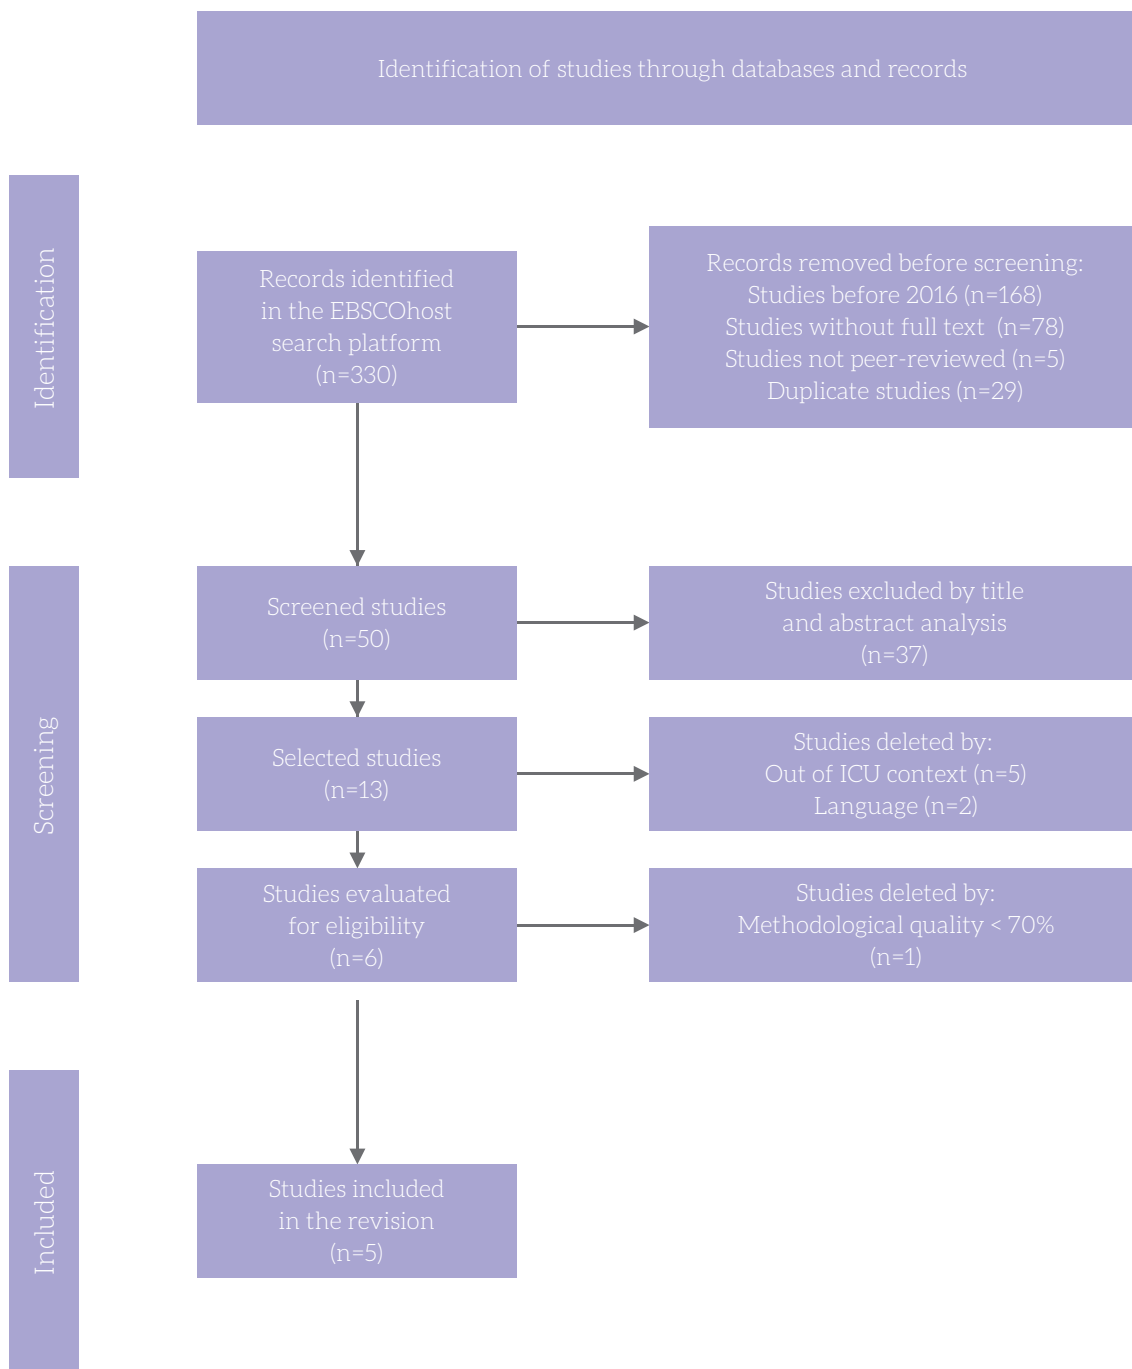 Identification of studies through databases and records
Identification
Records identified
in the EBSCOhost
search platform
(n=330)
Records removed before screening:
Studies before 2016 (n=168)
Studies without full text (n=78)
Studies not peer-reviewed (n=5)
Duplicate studies (n=29)
Screening
Screened studies
(n=50)
Studies excluded by title
and abstract analysis
(n=37)
Selected studies
(n=13)
Studies deleted by:
Out of ICU context (n=5)
Language (n=2)
Studies evaluated
for eligibility
(n=6)
Studies deleted by:
Methodological quality < 70%
(n=1)
Included
Studies included
in the revision
(n=5)